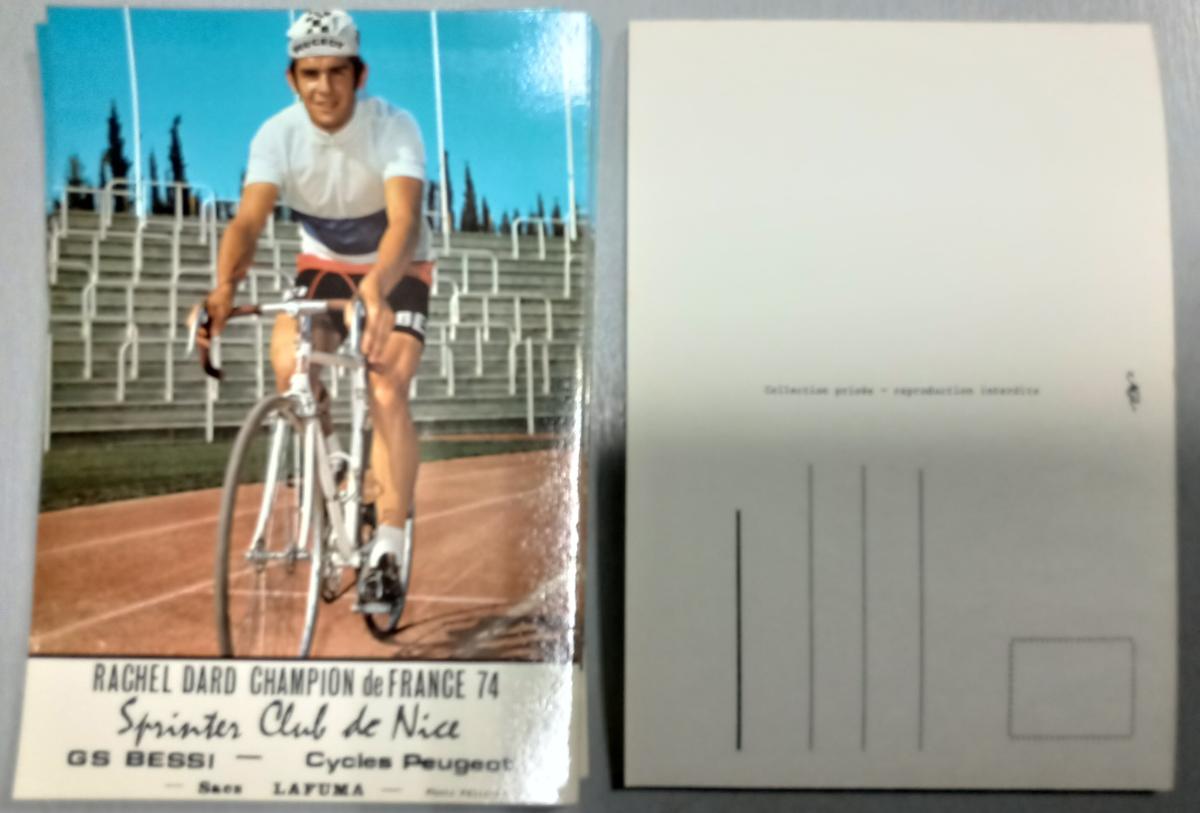 PEUGEOT
RACHEL DARD CHAMPION de FRANCE 74
Sprinter Club de Nice
GS BESSI — Cycles Peugeot
— Sacs LAFUMA — Photo
Collection privée - reproduction interdite